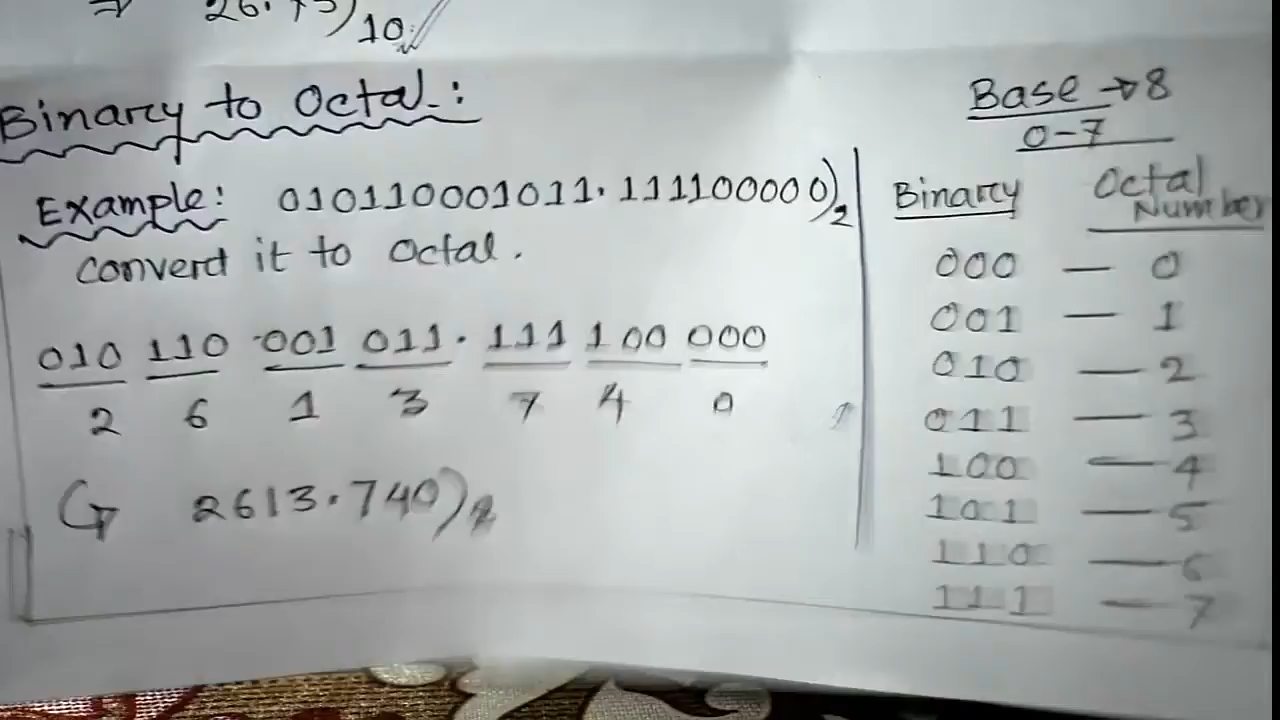 ⇒ 26.75)10
Binary to Octal :
Example: 010110001011.111100000)2
convert it to Octal.
010 110 001 011 . 111 100 000
2 6 1 3 7 4 0
2613.740)
Base → 8
0-7
Binary Octal Number
000 — 0
001 — 1
010 — 2
011 — 3
100 — 4
101 — 5
110 — 6
111 — 7